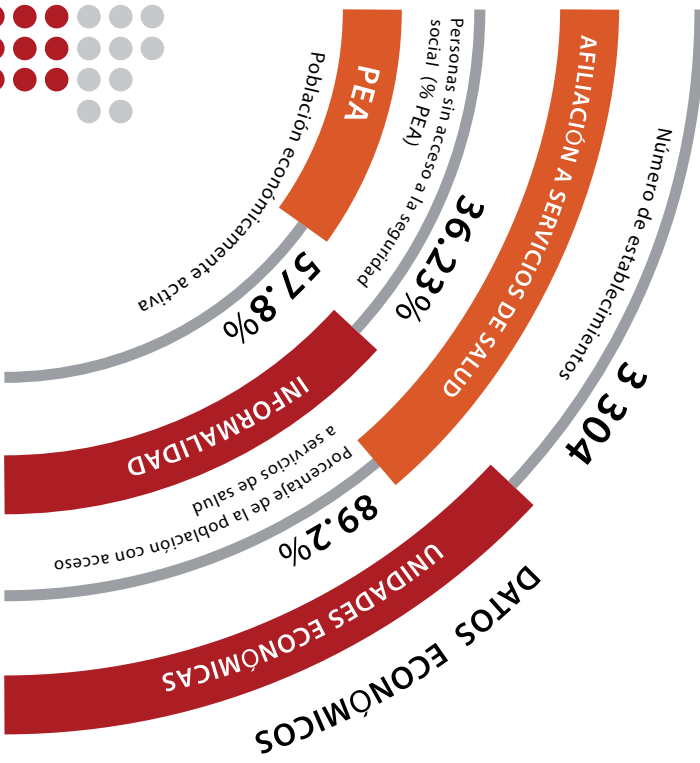 PEA
Población económicamente activa
57.8%
Personas sin acceso a la seguridad
social (% PEA)
36.23%
INFORMALIDAD
AFILIACIÓN A SERVICIOS DE SALUD
Porcentaje de la población con acceso
a servicios de salud
89.2%
Número de establecimientos
3 304
UNIDADES ECONÓMICAS
DATOS ECONÓMICOS